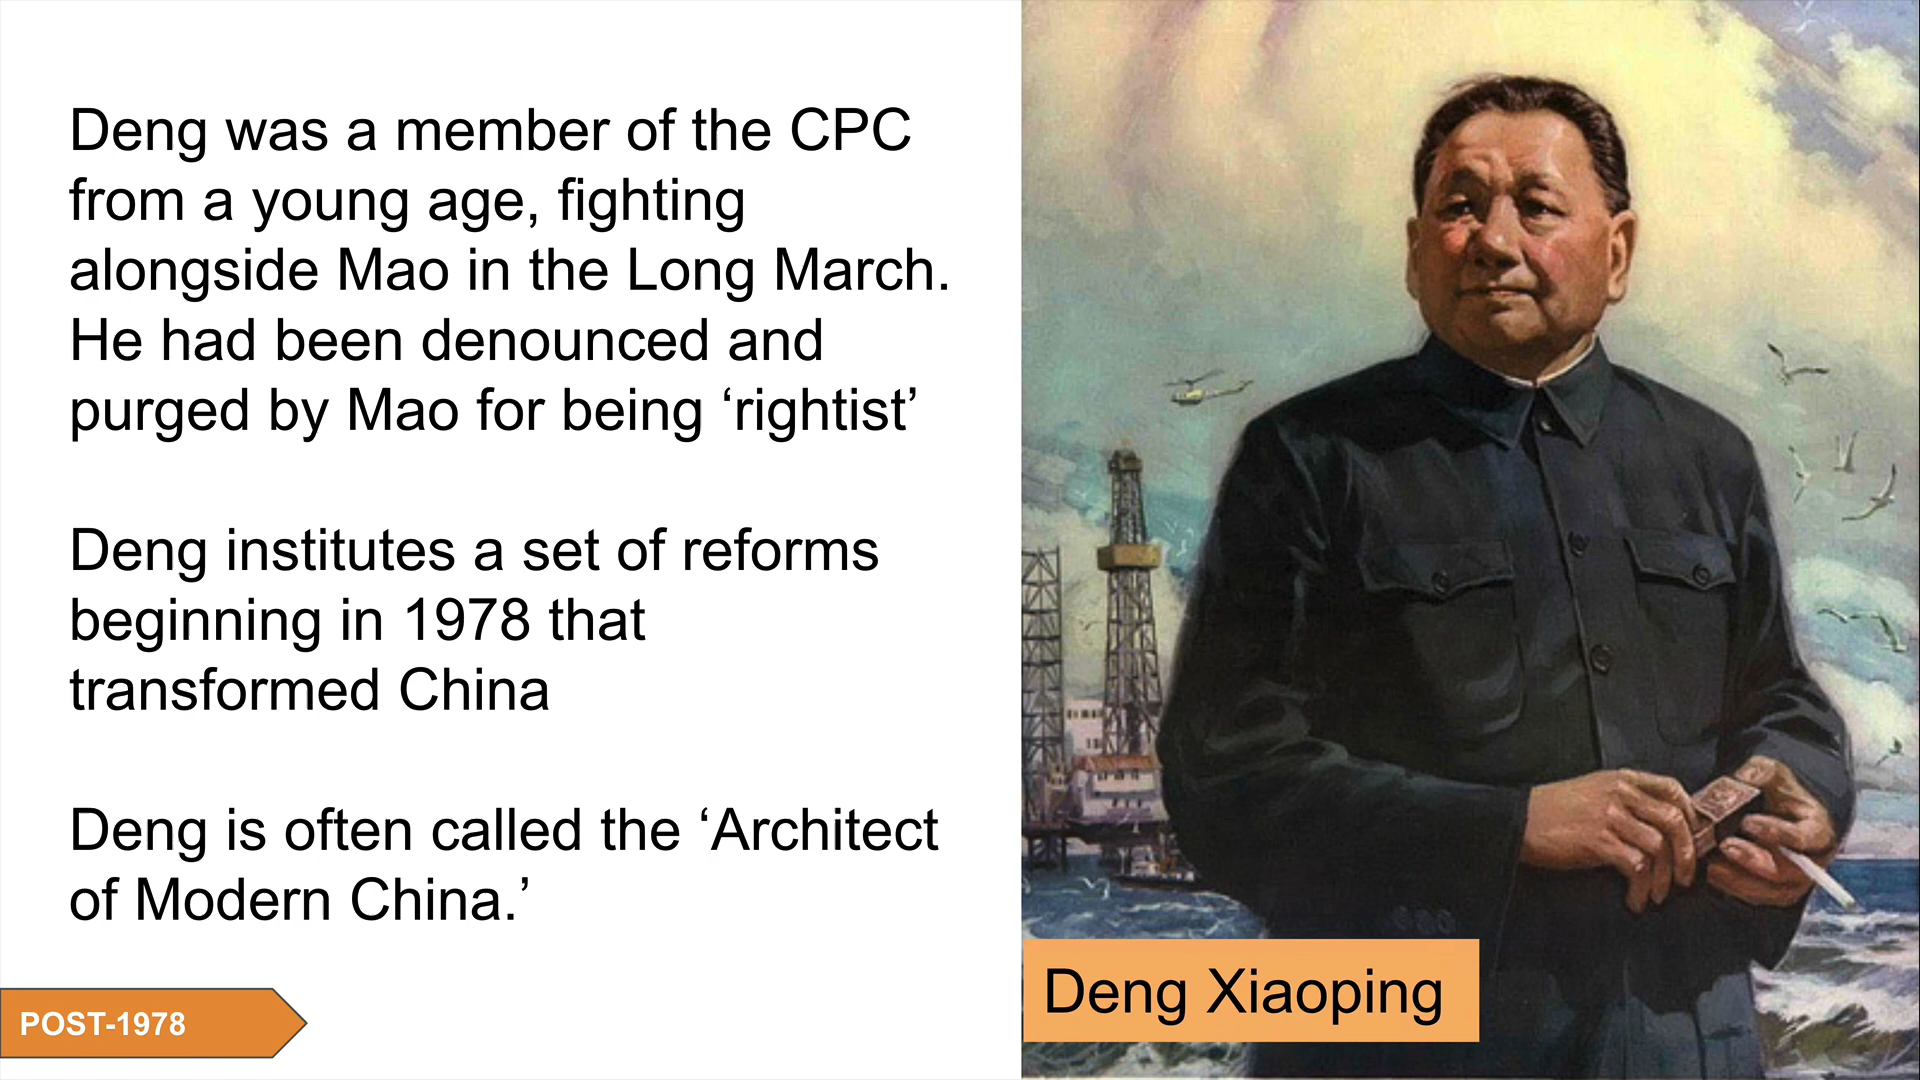 Deng was a member of the CPC
from a young age, fighting
alongside Mao in the Long March.
He had been denounced and
purged by Mao for being ‘rightist’
Deng institutes a set of reforms
beginning in 1978 that
transformed China
Deng is often called the ‘Architect
of Modern China.’
POST-1978
Deng Xiaoping